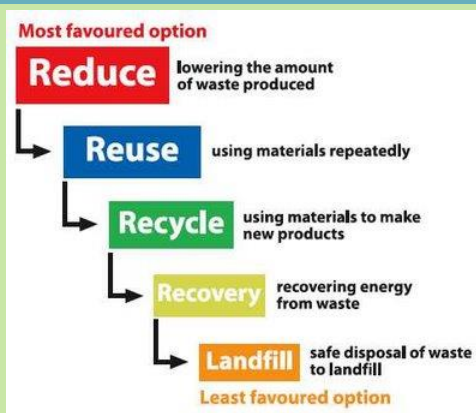 Most favoured option
Reduce
lowering the amount
of waste produced
Reuse
using materials repeatedly
Recycle
using materials to make
new products
Recovery
recovering energy
from waste
Landfill
safe disposal of waste
to landfill
Least favoured option